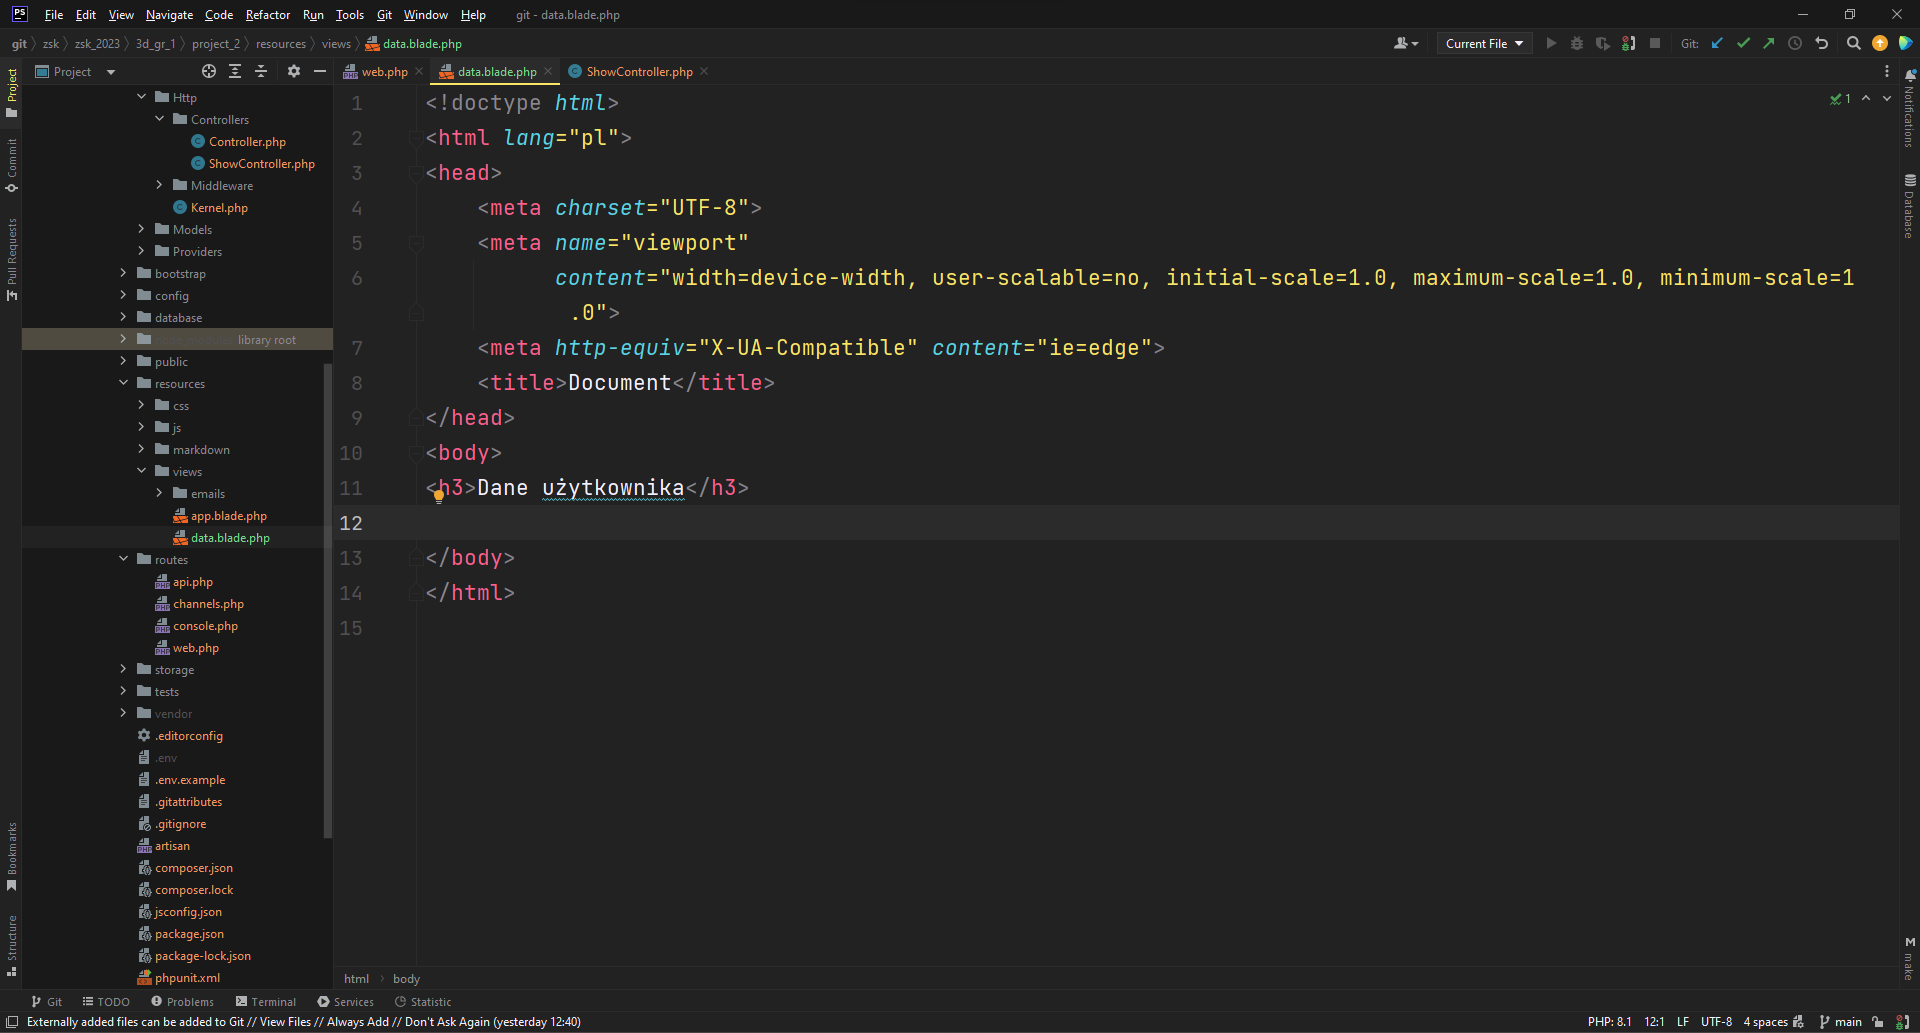 PS File Edit View Navigate Code Refactor Run Tools Git Window Help git - data.blade.php
git zsk zsk_2023 3d_gr_1 project_2 resources views data.blade.php Current File Git:
Project web.php data.blade.php ShowController.php
Project
Commit
Pull Requests
Bookmarks
Structure
Http
Controllers
Controller.php
ShowController.php
Middleware
Kernel.php
Models
Providers
bootstrap
config
database
library root
public
resources
css
js
markdown
views
emails
app.blade.php
data.blade.php
routes
api.php
channels.php
console.php
web.php
storage
tests
vendor
.editorconfig
.env
.env.example
.gitattributes
.gitignore
artisan
composer.json
composer.lock
jsconfig.json
package.json
package-lock.json
phpunit.xml
1 <!doctype html>
2 <html lang="pl">
3 <head>
4 <meta charset="UTF-8">
5 <meta name="viewport"
6 content="width=device-width, user-scalable=no, initial-scale=1.0, maximum-scale=1.0, minimum-scale=1
.0">
7 <meta http-equiv="X-UA-Compatible" content="ie=edge">
8 <title>Document</title>
9 </head>
10 <body>
11 <h3>Dane użytkownika</h3>
12
13 </body>
14 </html>
15
1
Notifications
Database
make
html body
Git TODO Problems Terminal Services Statistic
Externally added files can be added to Git // View Files // Always Add // Don't Ask Again (yesterday 12:40) PHP: 8.1 12:1 LF UTF-8 4 spaces main